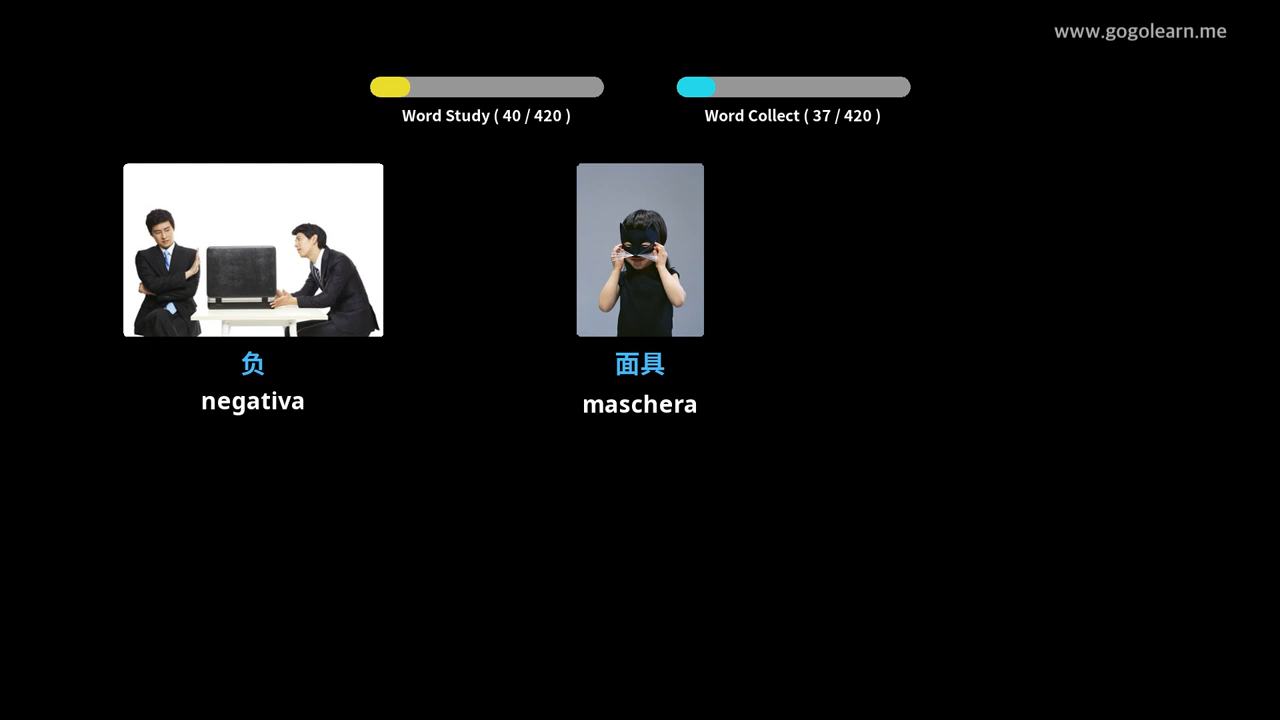 www.gogolearn.me
Word Study ( 40 / 420 )
Word Collect ( 37 / 420 )
负
negativa
面具
maschera